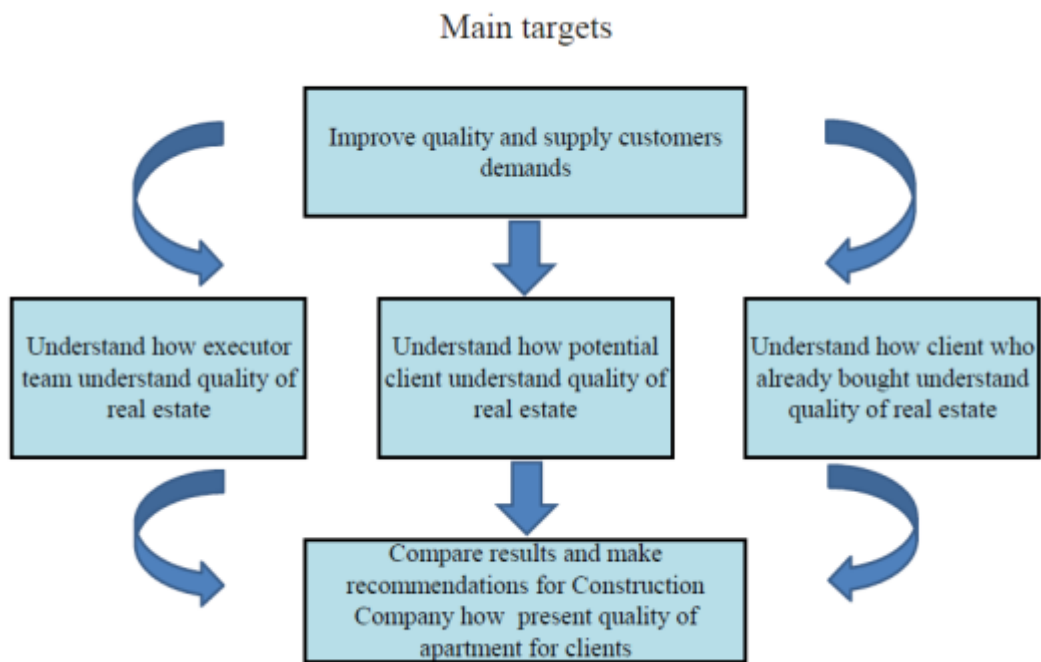 Main targets
Improve quality and supply customers
demands
Understand how executor
team understand quality of
real estate
Understand how potential
client understand quality of
real estate
Understand how client who
already bought understand
quality of real estate
Compare results and make
recommendations for Construction
Company how present quality of
apartment for clients